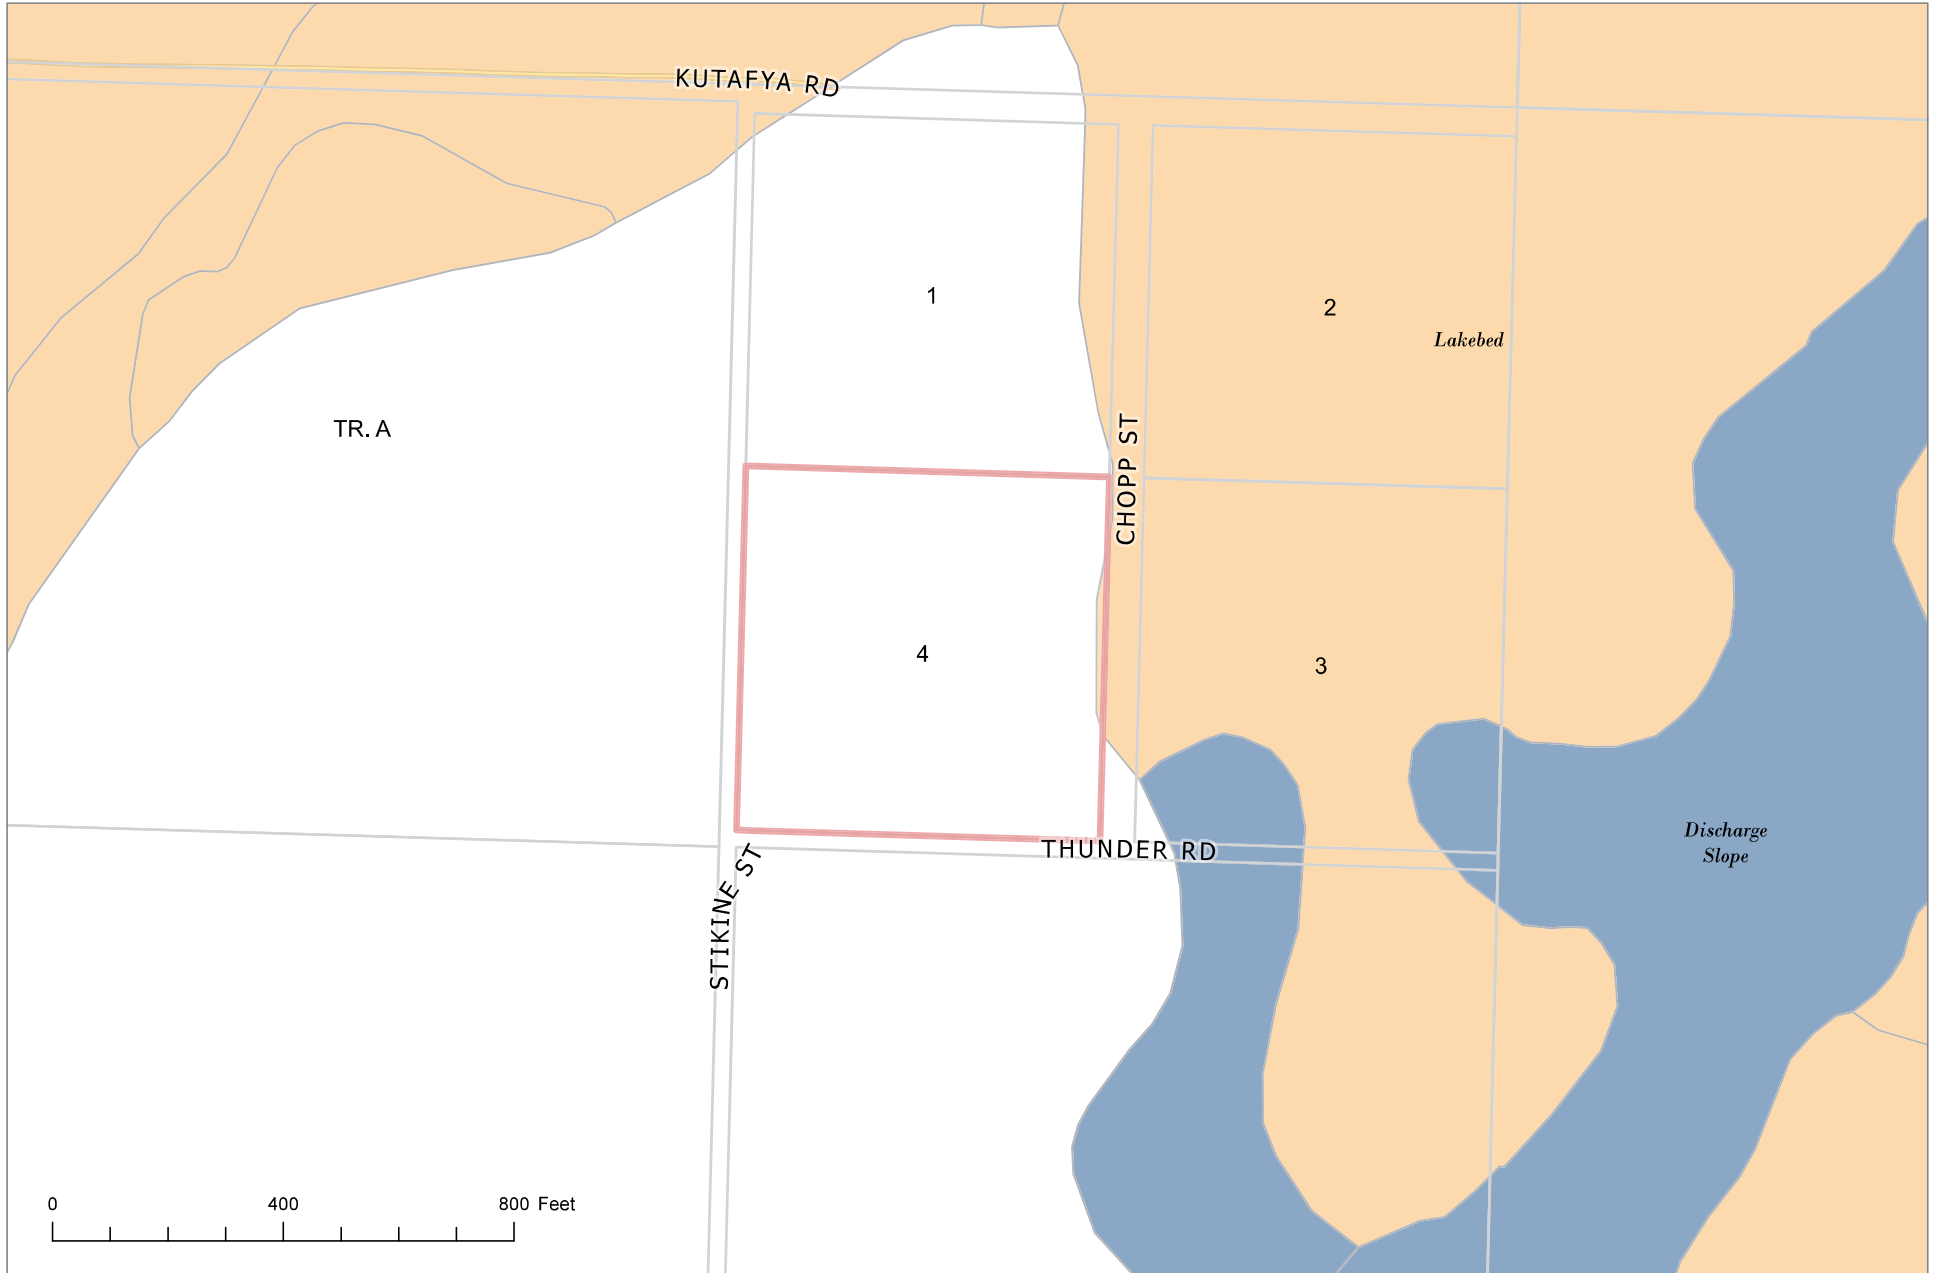 KUTAFYA RD
1
2
Lakebed
TR. A
CHOPP ST
4
3
Discharge
Slope
THUNDER RD
STIKINE ST
0 400 800 Feet